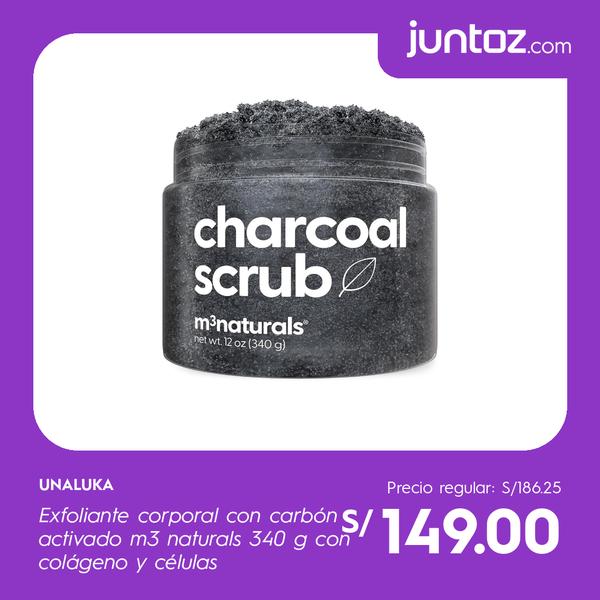 juntoz.com
charcoal
scrub
m³naturals®
net wt. 12 oz (340 g)
UNALUKA
Precio regular: S/186.25
Exfoliante corporal con carbón
activado m3 naturals 340 g con
colágeno y células
S/ 149.00